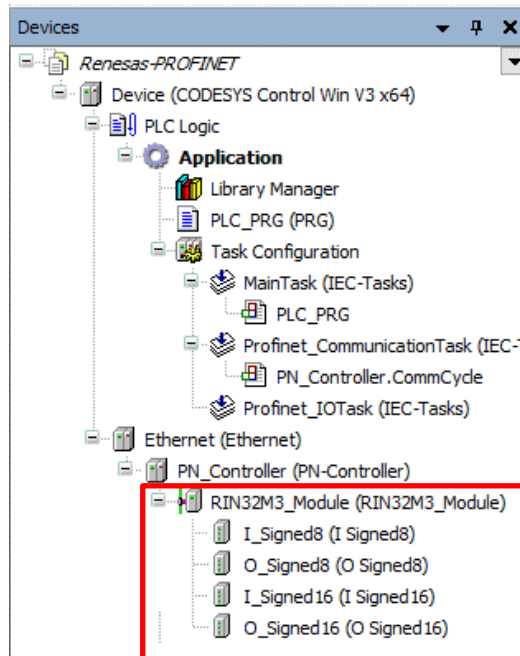 Devices
Renesas-PROFINET
Device (CODESYS Control Win V3 x64)
PLC Logic
Application
Library Manager
PLC_PRG (PRG)
Task Configuration
MainTask (IEC-Tasks)
PLC_PRG
Profinet_CommunicationTask (IEC-T
PN_Controller.CommCycle
Profinet_IOTask (IEC-Tasks)
Ethernet (Ethernet)
PN_Controller (PN-Controller)
RIN32M3_Module (RIN32M3_Module)
I_Signed8 (I Signed8)
O_Signed8 (O Signed8)
I_Signed16 (I Signed16)
O_Signed16 (O Signed16)